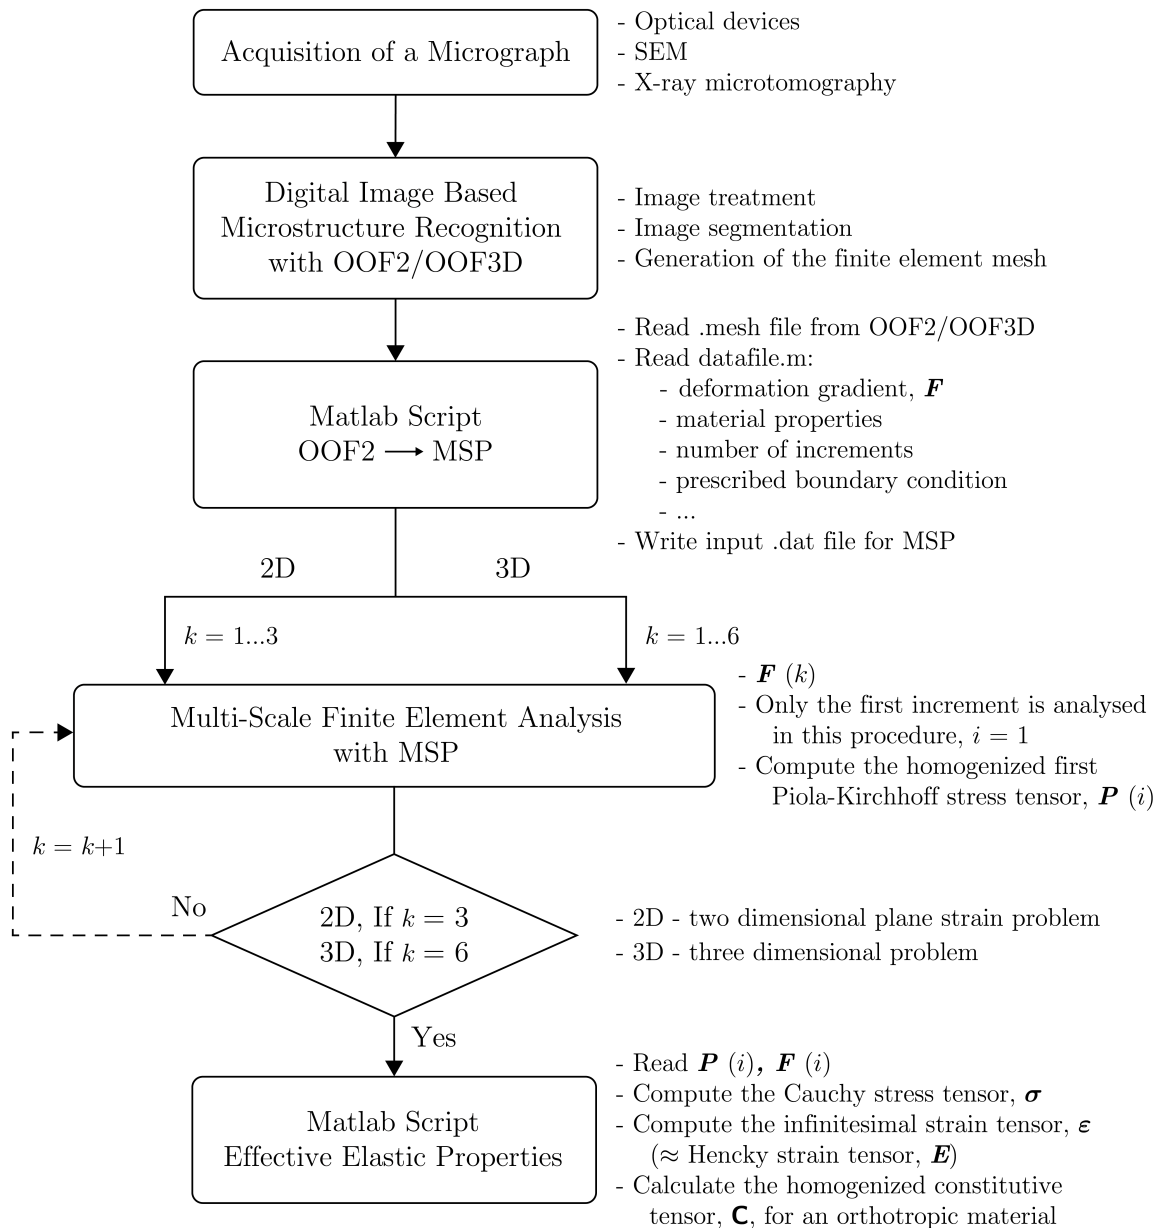 Acquisition of a Micrograph
- Optical devices
- SEM
- X-ray microtomography
Digital Image Based
Microstructure Recognition
with OOF2/OOF3D
- Image treatment
- Image segmentation
- Generation of the finite element mesh
Matlab Script
OOF2 → MSP
- Read .mesh file from OOF2/OOF3D
- Read datafile.m:
- deformation gradient, F
- material properties
- number of increments
- prescribed boundary condition
- ...
- Write input .dat file for MSP
2D
3D
k = 1...3
k = 1...6
Multi-Scale Finite Element Analysis
with MSP
- F (k)
- Only the first increment is analysed
in this procedure, i = 1
- Compute the homogenized first
Piola-Kirchhoff stress tensor, P (i)
k = k+1
No
2D, If k = 3
3D, If k = 6
- 2D - two dimensional plane strain problem
- 3D - three dimensional problem
Yes
Matlab Script
Effective Elastic Properties
- Read P (i), F (i)
- Compute the Cauchy stress tensor, σ
- Compute the infinitesimal strain tensor, ε
(≈ Hencky strain tensor, E)
- Calculate the homogenized constitutive
tensor, C, for an orthotropic material